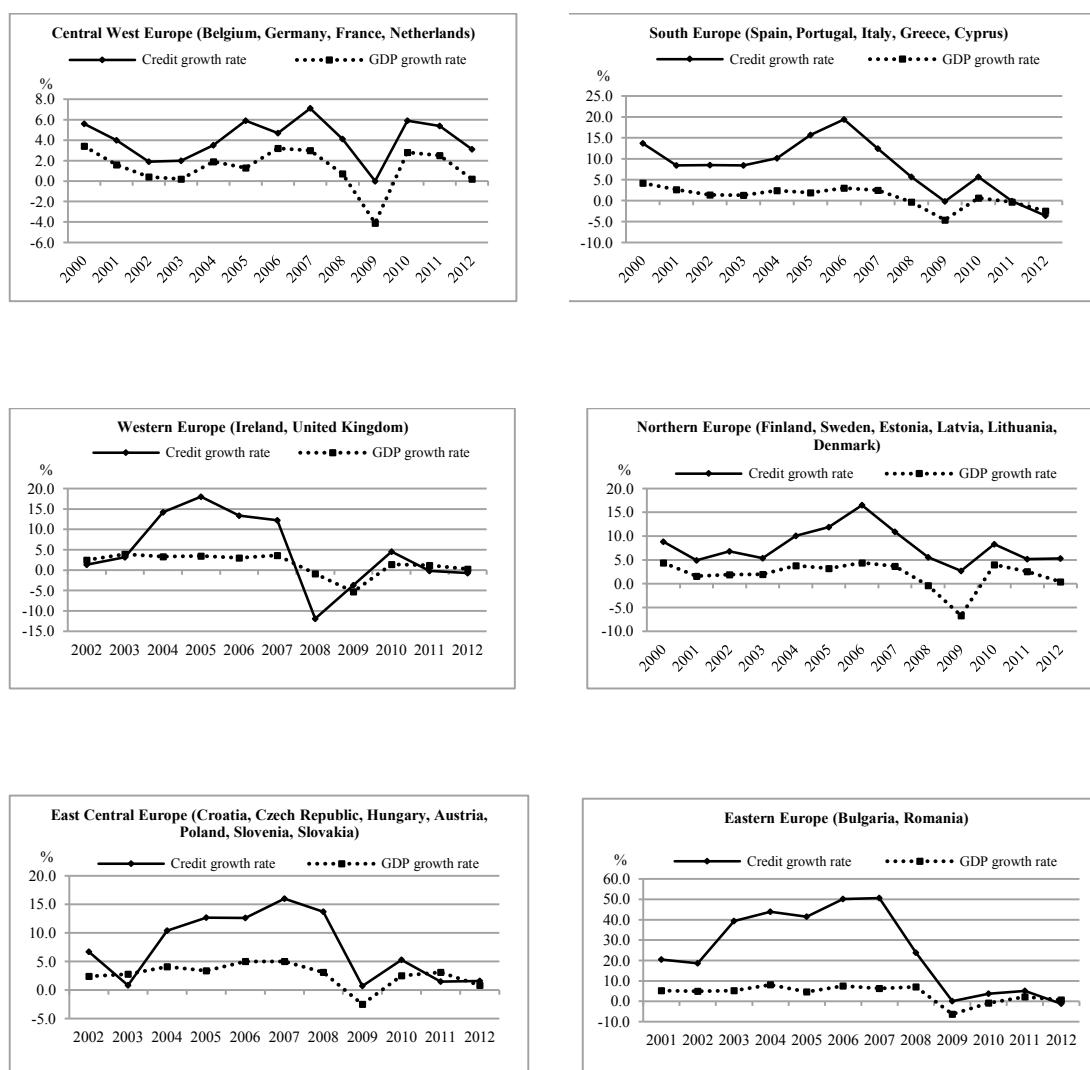 Central West Europe (Belgium, Germany, France, Netherlands)
Credit growth rate GDP growth rate
%
8.0
6.0
4.0
2.0
0.0
-2.0
-4.0
-6.0
2000 2001 2002 2003 2004 2005 2006 2007 2008 2009 2010 2011 2012
South Europe (Spain, Portugal, Italy, Greece, Cyprus)
Credit growth rate GDP growth rate
%
25.0
20.0
15.0
10.0
5.0
0.0
-5.0
-10.0
2000 2001 2002 2003 2004 2005 2006 2007 2008 2009 2010 2011 2012
Western Europe (Ireland, United Kingdom)
Credit growth rate GDP growth rate
%
20.0
15.0
10.0
5.0
0.0
-5.0
-10.0
-15.0
2002 2003 2004 2005 2006 2007 2008 2009 2010 2011 2012
Northern Europe (Finland, Sweden, Estonia, Latvia, Lithuania,
Denmark)
Credit growth rate GDP growth rate
%
20.0
15.0
10.0
5.0
0.0
-5.0
-10.0
2000 2001 2002 2003 2004 2005 2006 2007 2008 2009 2010 2011 2012
East Central Europe (Croatia, Czech Republic, Hungary, Austria,
Poland, Slovenia, Slovakia)
Credit growth rate GDP growth rate
%
20.0
15.0
10.0
5.0
0.0
-5.0
2002 2003 2004 2005 2006 2007 2008 2009 2010 2011 2012
Eastern Europe (Bulgaria, Romania)
Credit growth rate GDP growth rate
%
60.0
50.0
40.0
30.0
20.0
10.0
0.0
-10.0
2001 2002 2003 2004 2005 2006 2007 2008 2009 2010 2011 2012